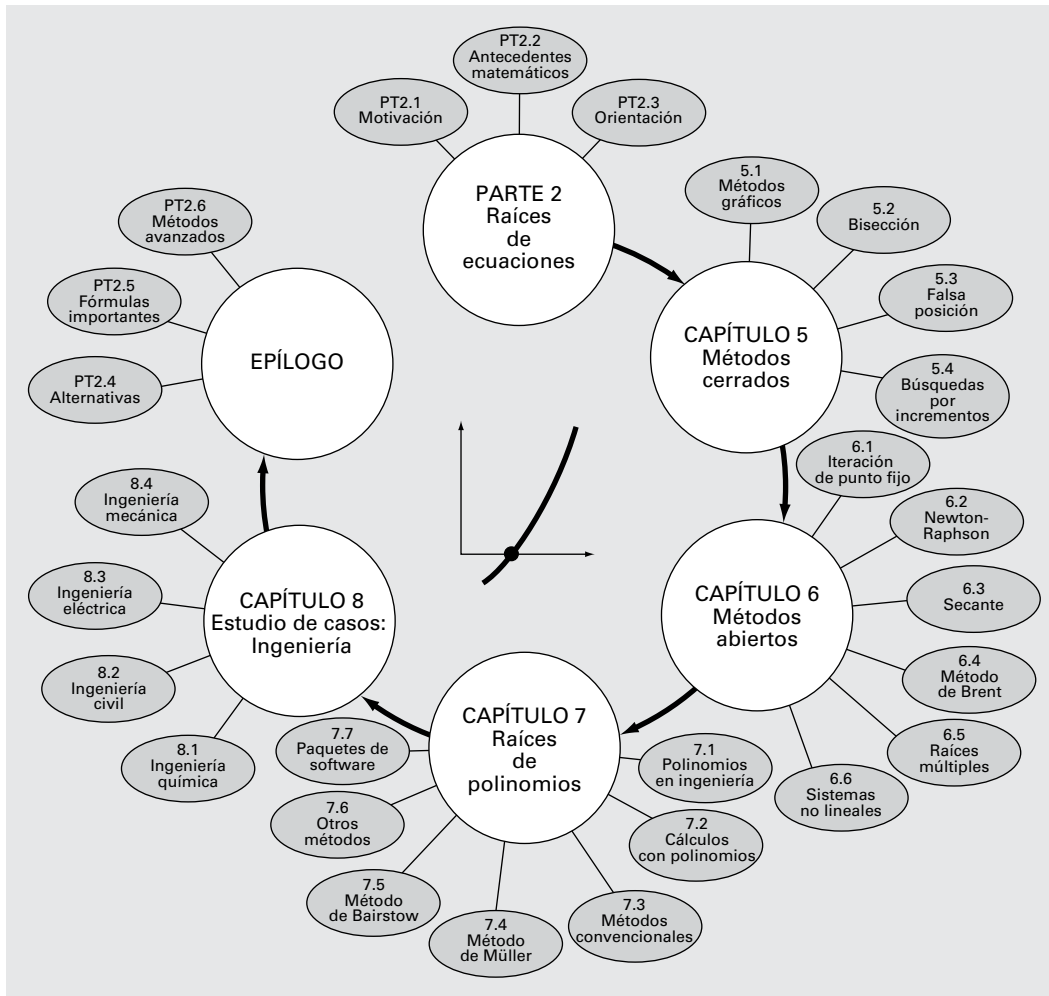 PT2.2
Antecedentes
matemáticos
PT2.1
Motivación
PT2.3
Orientación
PARTE 2
Raíces
de
ecuaciones
5.1
Métodos
gráficos
5.2
Bisección
5.3
Falsa
posición
5.4
Búsquedas
por
incrementos
CAPÍTULO 5
Métodos
cerrados
6.1
Iteración
de punto fijo
6.2
Newton-
Raphson
6.3
Secante
6.4
Método
de Brent
6.5
Raíces
múltiples
6.6
Sistemas
no lineales
CAPÍTULO 6
Métodos
abiertos
CAPÍTULO 7
Raíces
de
polinomios
7.1
Polinomios
en ingeniería
7.2
Cálculos
con polinomios
7.3
Métodos
convencionales
7.4
Método
de Müller
7.5
Método
de Bairstow
7.6
Otros
métodos
7.7
Paquetes de
software
CAPÍTULO 8
Estudio de casos:
Ingeniería
8.1
Ingeniería
química
8.2
Ingeniería
civil
8.3
Ingeniería
eléctrica
8.4
Ingeniería
mecánica
EPÍLOGO
PT2.4
Alternativas
PT2.5
Fórmulas
importantes
PT2.6
Métodos
avanzados